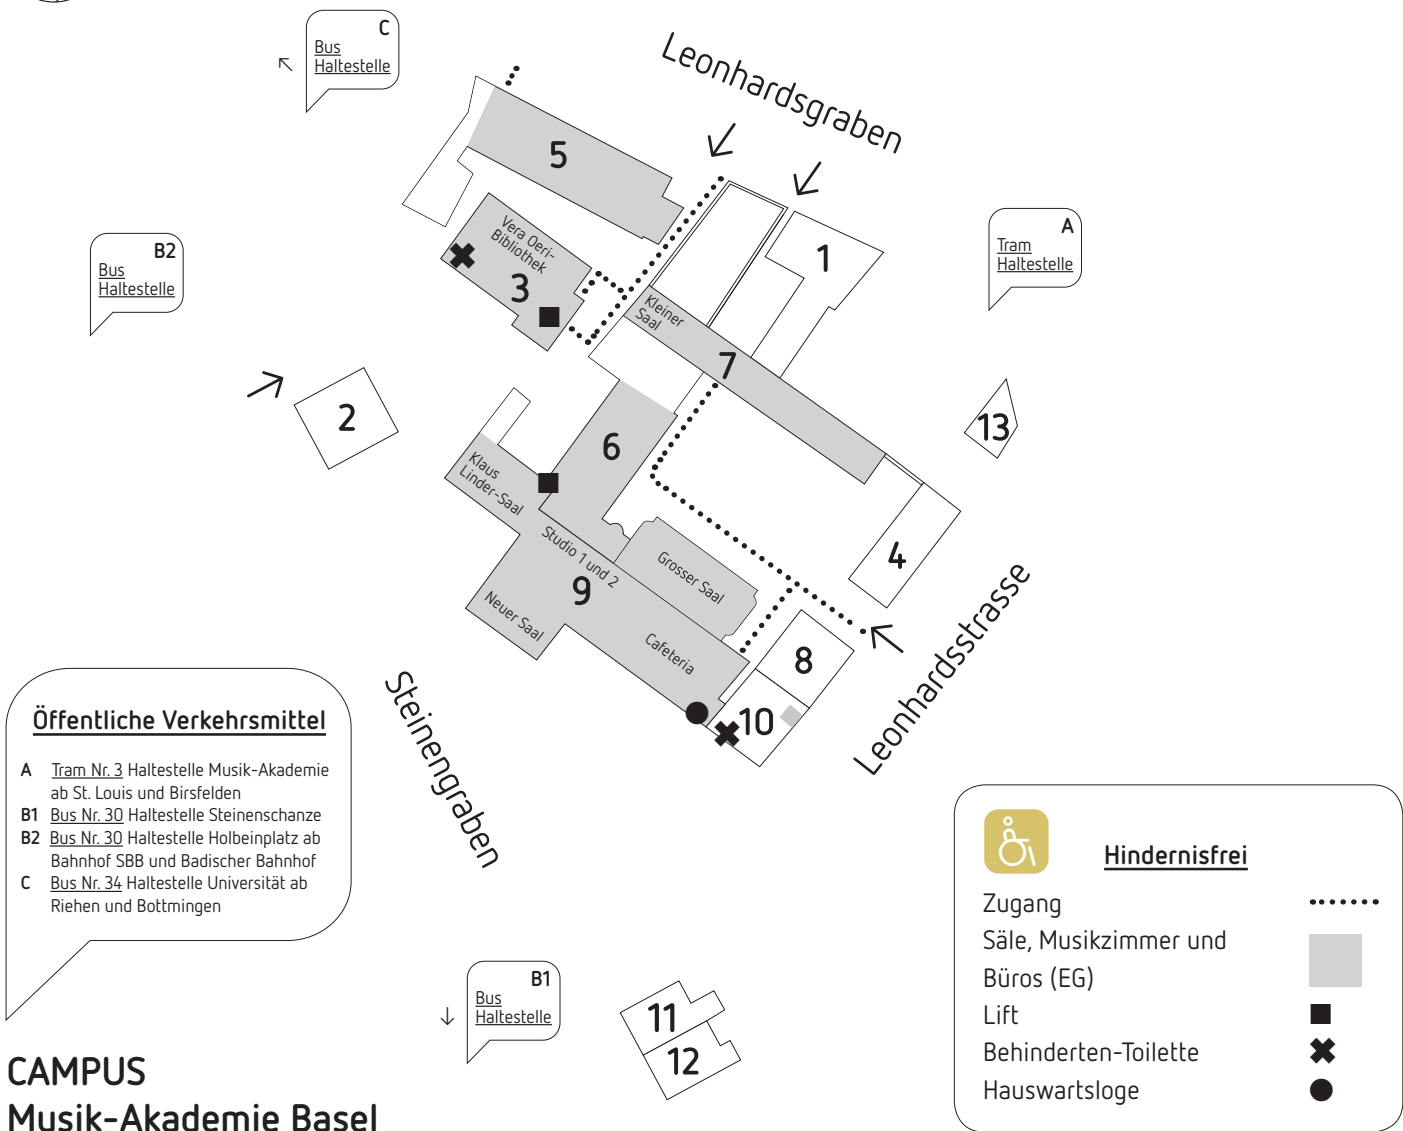 C
Bus
Haltestelle
Leonhardsgraben
5
Vera Oeri-
Bibliothek
3
1
A
Tram
Haltestelle
B2
Bus
Haltestelle
Kleiner
Saal
7
2
13
6
Klaus
Linder-Saal
Studio 1 und 2
9
Grosser Saal
4
Neuer Saal
Cafeteria
8
10
Leonhardsstrasse
Steinengraben
Öffentliche Verkehrsmittel
A Tram Nr. 3 Haltestelle Musik-Akademie
ab St. Louis und Birsfelden
B1 Bus Nr. 30 Haltestelle Steinenschanze
B2 Bus Nr. 30 Haltestelle Holbeinplatz ab
Bahnhof SBB und Badischer Bahnhof
C Bus Nr. 34 Haltestelle Universität ab
Riehen und Bottmingen
B1
Bus
Haltestelle
11
12
Hindernisfrei
Zugang
Säle, Musikzimmer und
Büros (EG)
Lift
Behinderten-Toilette
Hauswartsloge
CAMPUS
Musik-Akademie Basel